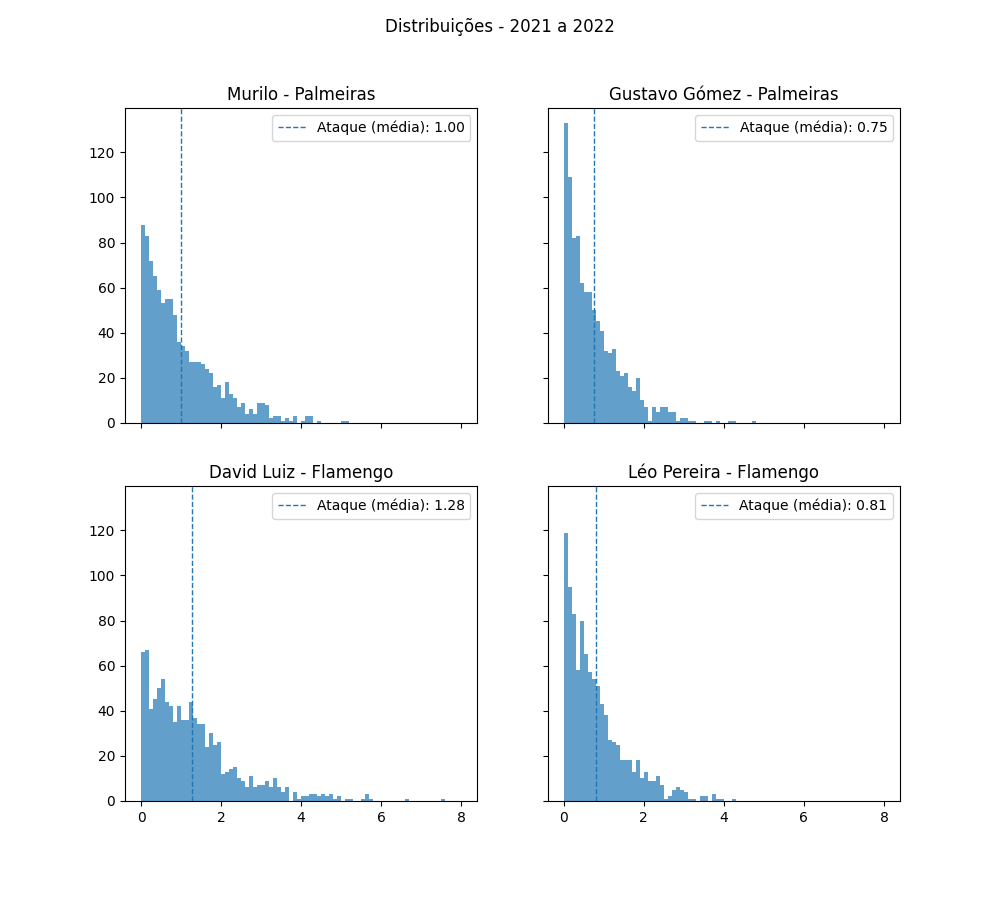 Distribuições - 2021 a 2022
Murilo - Palmeiras
Ataque (média): 1.00
120
100
80
60
40
20
0
Gustavo Gómez - Palmeiras
Ataque (média): 0.75
David Luiz - Flamengo
Ataque (média): 1.28
120
100
80
60
40
20
0
0 2 4 6 8
Léo Pereira - Flamengo
Ataque (média): 0.81
0 2 4 6 8